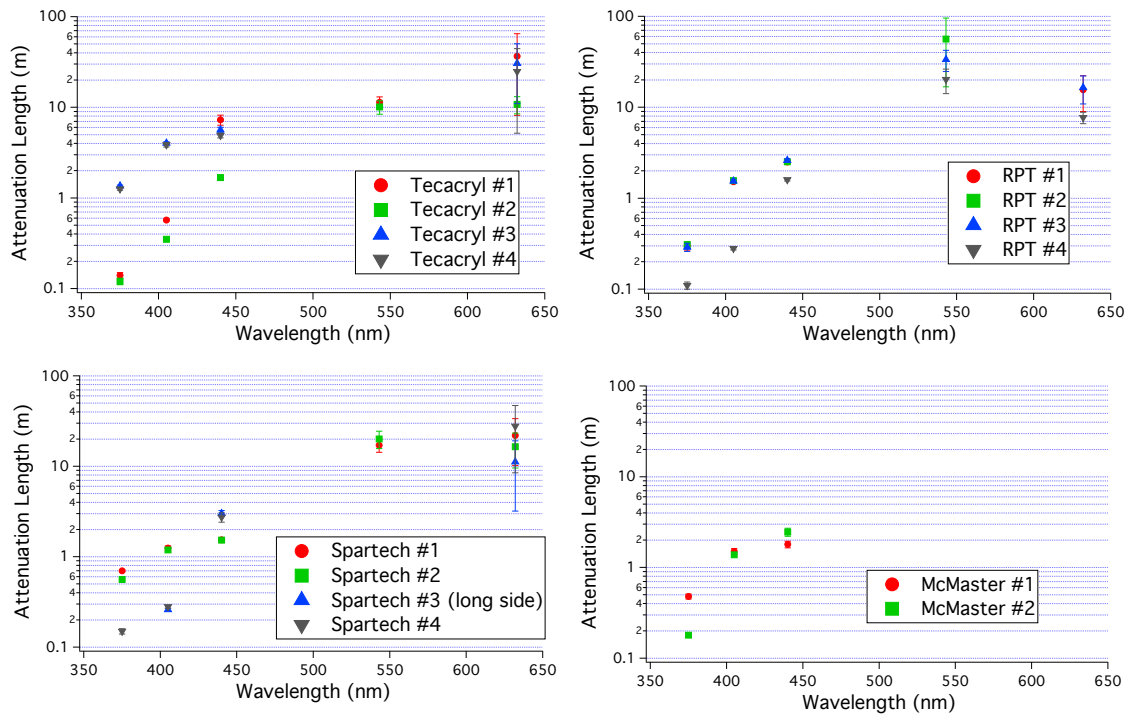 Attenuation Length (m)
100
6
4
2
10
6
4
2
1
6
4
2
0.1
350 400 450 500 550 600 650
Wavelength (nm)
Tecacryl #1
Tecacryl #2
Tecacryl #3
Tecacryl #4
Attenuation Length (m)
100
6
4
2
10
6
4
2
1
6
4
2
0.1
350 400 450 500 550 600 650
Wavelength (nm)
RPT #1
RPT #2
RPT #3
RPT #4
Attenuation Length (m)
100
6
4
2
10
6
4
2
1
6
4
2
0.1
350 400 450 500 550 600 650
Wavelength (nm)
Spartech #1
Spartech #2
Spartech #3 (long side)
Spartech #4
Attenuation Length (m)
100
6
4
2
10
6
4
2
1
6
4
2
0.1
350 400 450 500 550 600 650
Wavelength (nm)
McMaster #1
McMaster #2